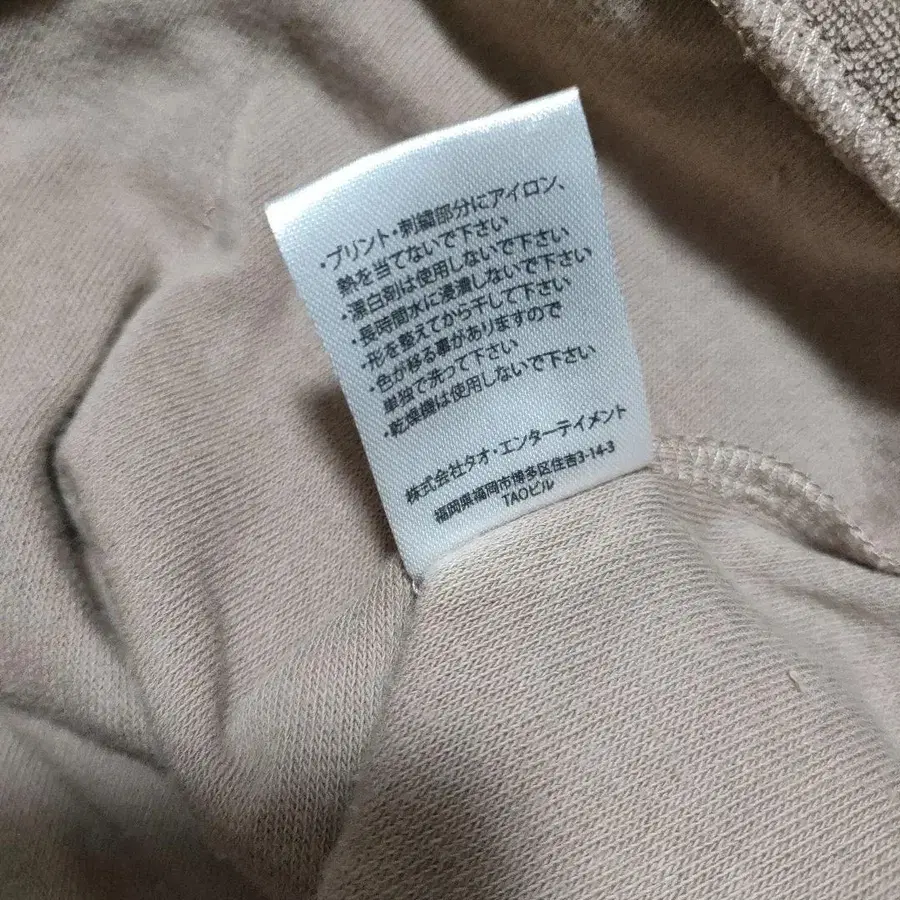 ・プリント・刺繍部分にアイロン、
熱を当てないで下さい
・漂白剤は使用しないで下さい
・長時間水に浸漬しないで下さい
・形を整えてから干して下さい
・色が移る事がありますので
単独で洗って下さい
・乾燥機は使用しないで下さい
株式会社タオ・エンターテイメント
福岡県福岡市博多区住吉3-14-3
TAOビル